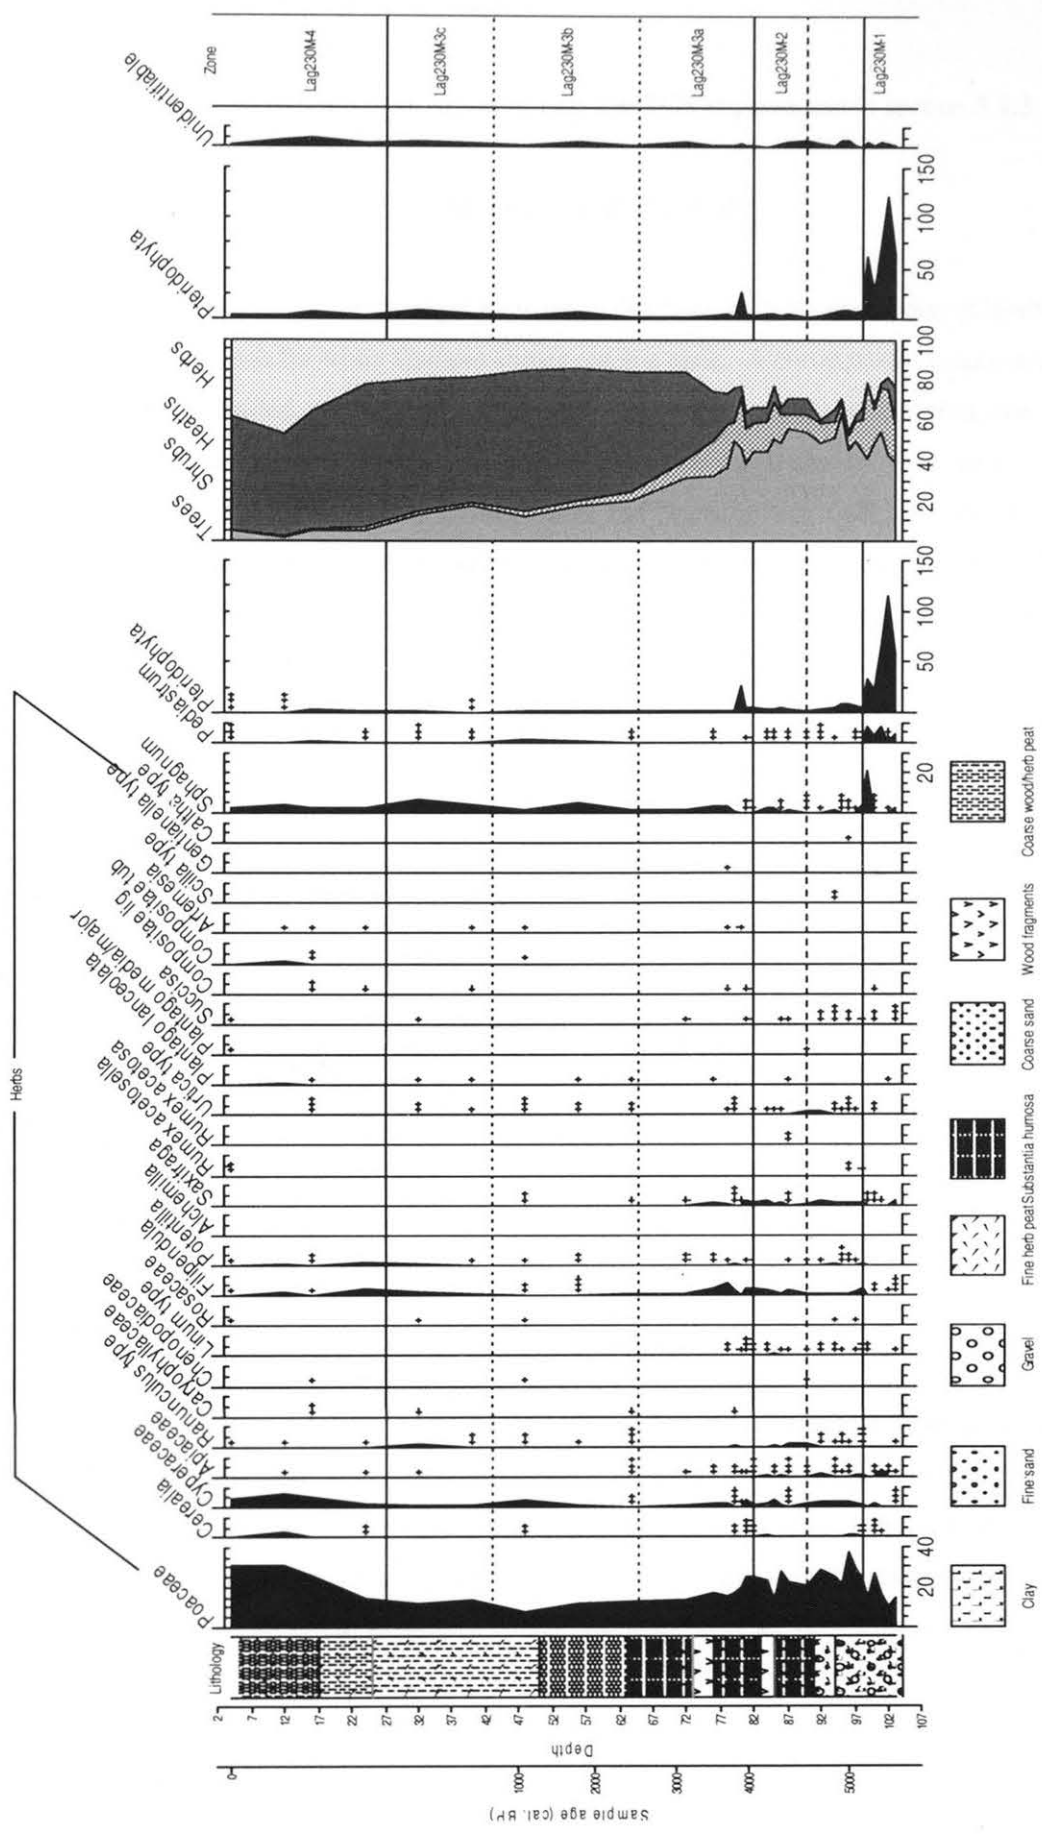 Herbs
Poaceae
Cerealia
Cyperaceae
Apiaceae
Ranunculus type
Caryophyllaceae
Chenopodiaceae
Linum type
Rosaceae
Filipendula
Potentilla
Alchemilla
Saxifraga
Rumex acetosella
Rumex acetosa
Urtica type
Plantago lanceolata
Plantago media/major
Succisa
Compositae lig
Compositae tub
Artemesia
Scilla type
Gentianella type
Caltha type
Sphagnum
Pediastrum
Pteridophyta
Trees
Shrubs
Heaths
Herbs
Pteridophyta
Unidentifiable
Zone
Lag230M-4
Lag230M-3c
Lag230M-3b
Lag230M-3a
Lag230M-2
Lag230M-1
Lithology
Depth
2 7 12 17 22 27 32 37 42 47 52 57 62 67 72 77 82 87 92 97 102 107
Sample age (cal. BP)
0 1000 2000 3000 4000 5000
20 40
20
50 100 150
20 40 60 80 100
50 100 150
Clay
Fine sand
Gravel
Fine herb peat
Substantia humosa
Coarse sand
Wood fragments
Coarse wood/herb peat